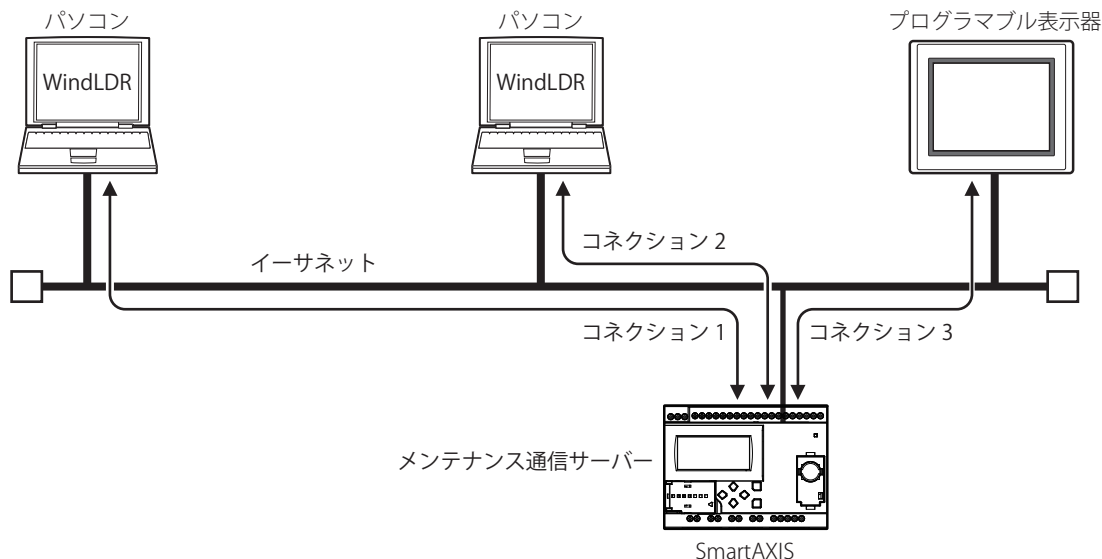 パソコン
パソコン
プログラマブル表示器
WindLDR
WindLDR
コネクション 2
イーサネット
コネクション 1
コネクション 3
メンテナンス通信サーバー
SmartAXIS